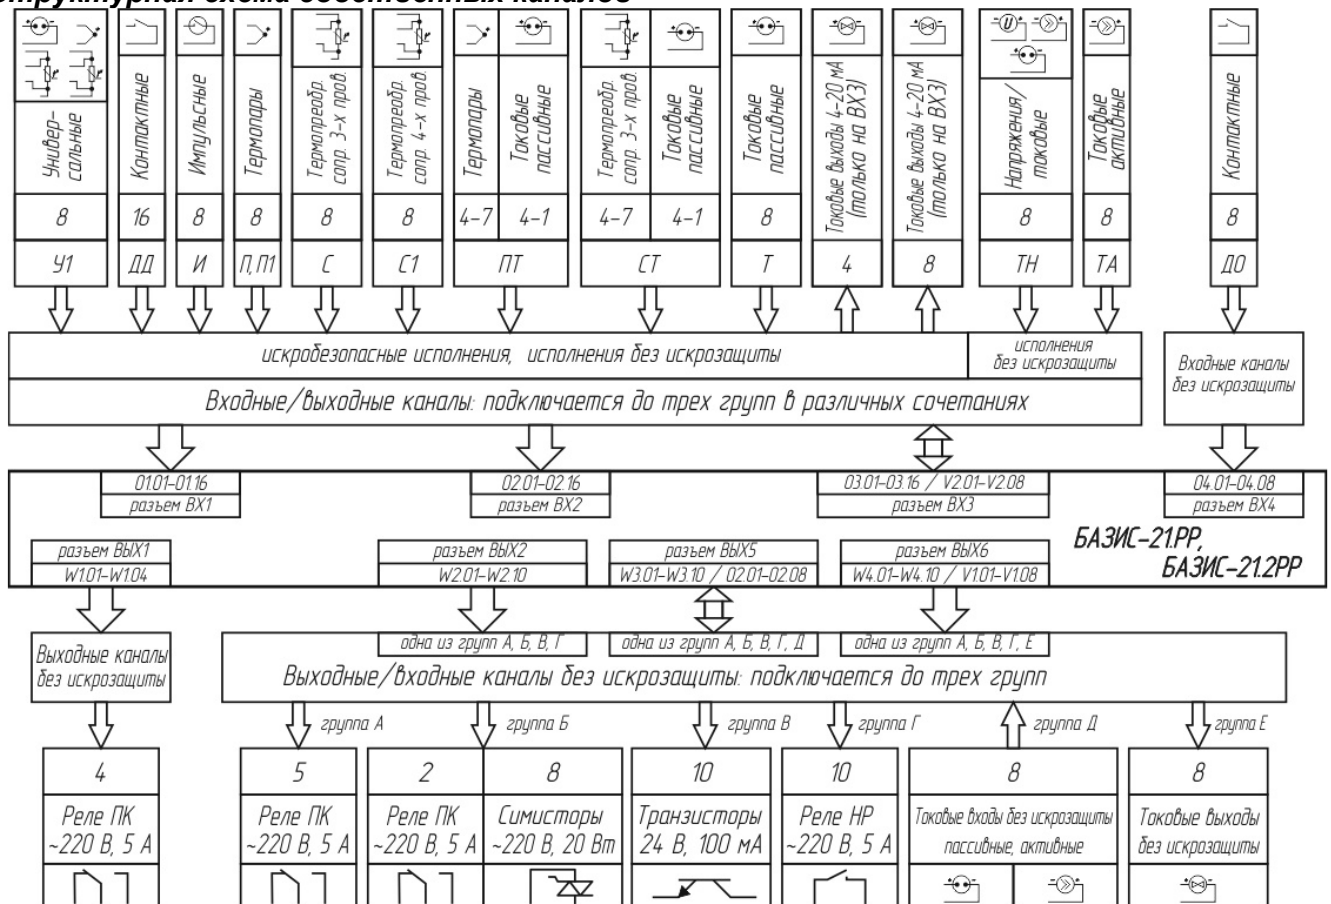 структурная схема собственных каналов
Универ-
сальные
Контактные
Импульсные
Термопары
Термопреобр.
сопр. 3-х пров.
Термопреобр.
сопр. 4-х пров.
Термопары
Токовые
пассивные
Термопреобр.
сопр. 3-х пров.
Токовые
пассивные
Токовые
пассивные
Токовые выходы 4-20 мА
(только на ВХ3)
Токовые выходы 4-20 мА
(только на ВХ3)
Напряжения/
токовые
Токовые
активные
Контактные
8 16 8 8 8 8 4-7 4-1 4-7 4-1 8 8 8 8
У1 ДД И П,П1 С С1 ПТ СТ Т 4 8 ТН ТА ДО
искробезопасные исполнения, исполнения без искрозащиты
исполнения
без искрозащиты
Входные каналы
без искрозащиты
Входные/выходные каналы: подключается до трех групп в различных сочетаниях
01.01-01.16 02.01-02.16 03.01-03.16 / V2.01-V2.08 04.01-04.08
разъем ВХ1 разъем ВХ2 разъем ВХ3 разъем ВХ4
БАЗИС-21.РР,
БАЗИС-21.2РР
разъем ВЫХ1 разъем ВЫХ2 разъем ВЫХ5 разъем ВЫХ6
W1.01-W1.04 W2.01-W2.10 W3.01-W3.10 / 02.01-02.08 W4.01-W4.10 / V1.01-V1.08
Выходные каналы
без искрозащиты
одна из групп А, Б, В, Г одна из групп А, Б, В, Г, Д одна из групп А, Б, В, Г, Е
Выходные/входные каналы без искрозащиты: подключается до трех групп
группа А группа Б группа В группа Г группа Д группа Е
4 5 2 8 10 10 8 8
Реле ПК
~220 В, 5 А
Реле ПК
~220 В, 5 А
Реле ПК
~220 В, 5 А
Симисторы
~220 В, 20 Вт
Транзисторы
24 В, 100 мА
Реле НР
~220 В, 5 А
Токовые входы без искрозащиты
пассивные, активные
Токовые выходы
без искрозащиты